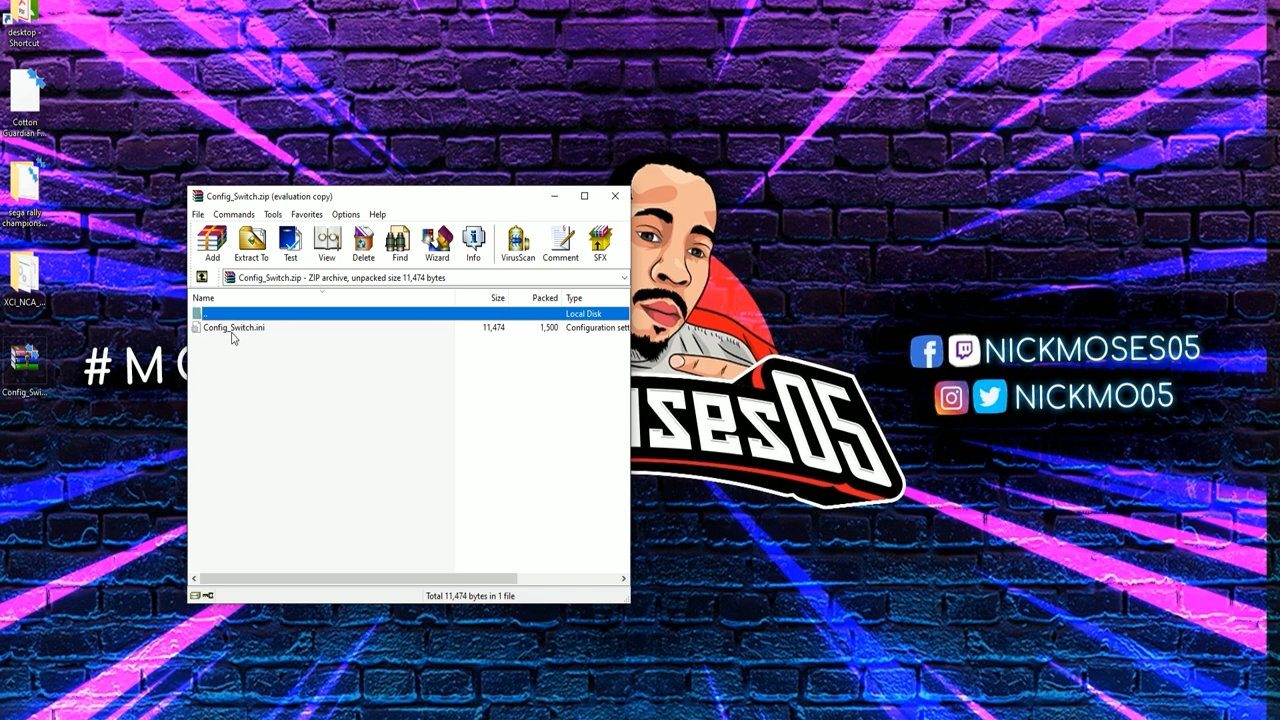 desktop -
Shortcut
Cotton
Guardian F...
sega rally
champions...
XCI_NCA_...
Config_Swi...
Config_Switch.zip (evaluation copy)
File Commands Tools Favorites Options Help
Add Extract To Test View Delete Find Wizard Info VirusScan Comment SFX
Config_Switch.zip - ZIP archive, unpacked size 11,474 bytes
Name Size Packed Type
.. Local Disk
Config_Switch.ini 11,474 1,500 Configuration sett
Total 11,474 bytes in 1 file
#MO
ses05
NICKMOSES05
NICKMO05